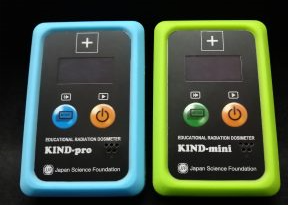 EDUCATIONAL RADIATION DOSIMETER
KIND-pro
Japan Science Foundation
EDUCATIONAL RADIATION DOSIMETER
KIND-mini
Japan Science Foundation